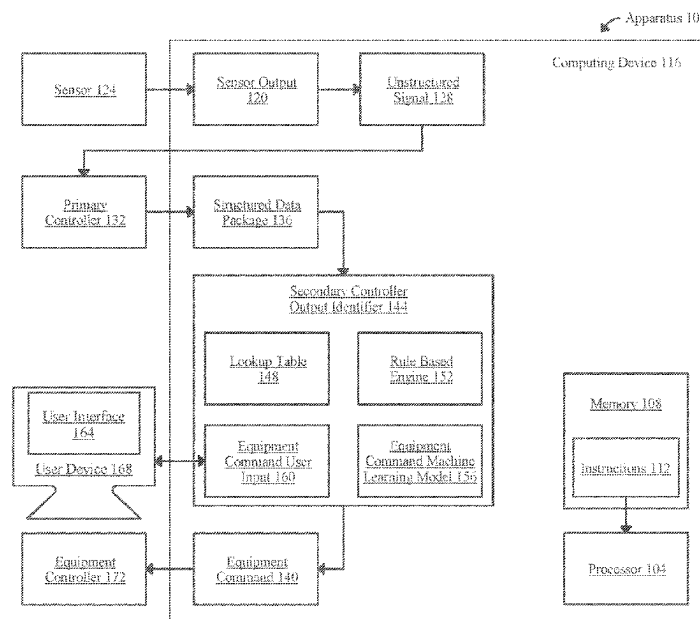 Apparatus 10
Computing Device 116
Sensor 124
Sensor Output
120
Unstructured
Signal 128
Primary
Controller 132
Structured Data
Package 136
Secondary Controller
Output Identifier 144
Lookup Table
148
Rule Based
Engine 152
Equipment
Command User
Input 160
Equipment
Command Machine
Learning Model 156
User Interface
164
User Device 168
Memory 108
Instructions 112
Equipment
Controller 172
Equipment
Command 140
Processor 104